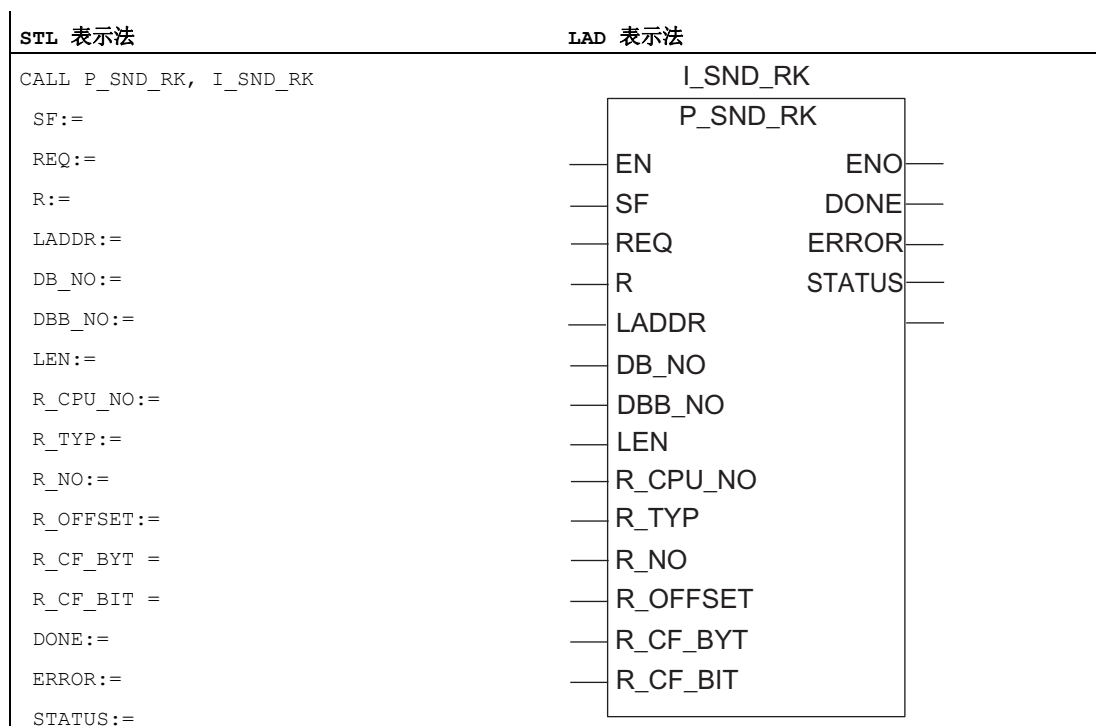 STL 表示法
CALL P_SND_RK, I_SND_RK
SF:=
REQ:=
R:=
LADDR:=
DB_NO:=
DBB_NO:=
LEN:=
R_CPU_NO:=
R_TYP:=
R_NO:=
R_OFFSET:=
R_CF_BYT =
R_CF_BIT =
DONE:=
ERROR:=
STATUS:=
LAD 表示法
I_SND_RK
P_SND_RK
EN ENO
SF DONE
REQ ERROR
R STATUS
LADDR
DB_NO
DBB_NO
LEN
R_CPU_NO
R_TYP
R_NO
R_OFFSET
R_CF_BYT
R_CF_BIT